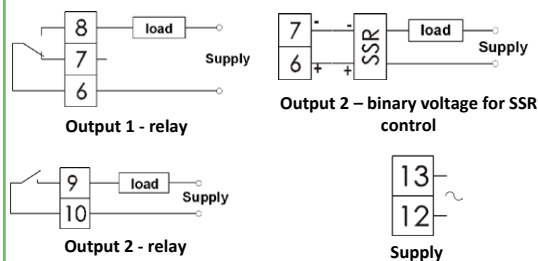 8
load
7
Supply
6
Output 1 - relay
7
-
-
SSR
load
Supply
6
+
+
Output 2 – binary voltage for SSR
control
9
load
Supply
10
Output 2 - relay
13
12
Supply